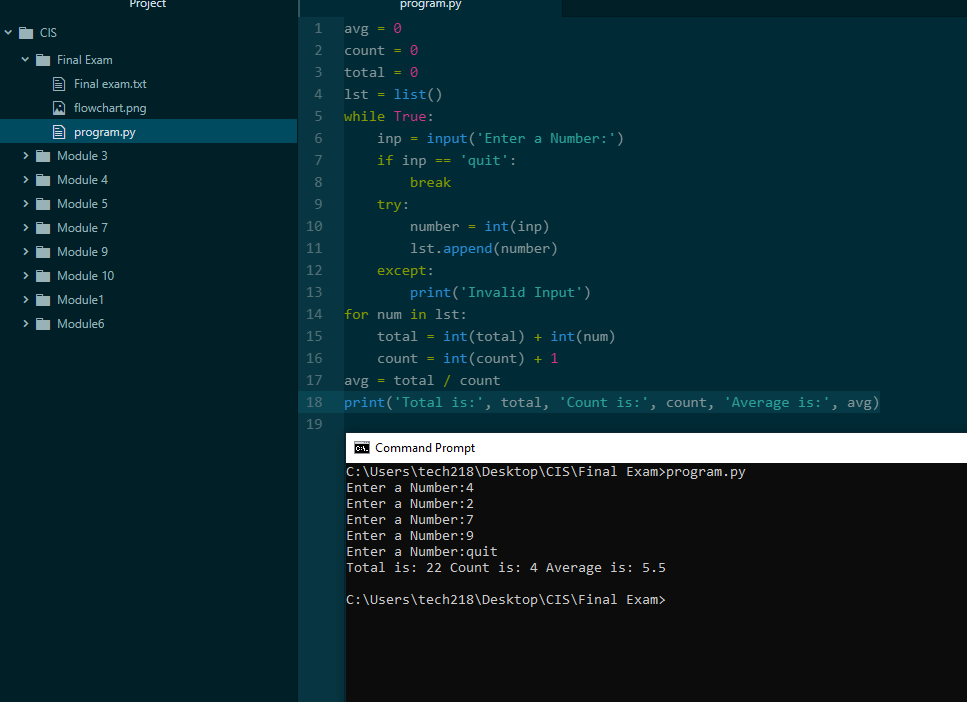 Project
CIS
Final Exam
Final exam.txt
flowchart.png
program.py
Module 3
Module 4
Module 5
Module 7
Module 9
Module 10
Module1
Module6
program.py
1 avg = 0
2 count = 0
3 total = 0
4 lst = list()
5 while True:
6     inp = input('Enter a Number:')
7     if inp == 'quit':
8         break
9     try:
10         number = int(inp)
11         lst.append(number)
12     except:
13         print('Invalid Input')
14 for num in lst:
15     total = int(total) + int(num)
16     count = int(count) + 1
17 avg = total / count
18 print('Total is:', total, 'Count is:', count, 'Average is:', avg)
19
Command Prompt
C:\Users\tech218\Desktop\CIS\Final Exam>program.py
Enter a Number:4
Enter a Number:2
Enter a Number:7
Enter a Number:9
Enter a Number:quit
Total is: 22 Count is: 4 Average is: 5.5
C:\Users\tech218\Desktop\CIS\Final Exam>